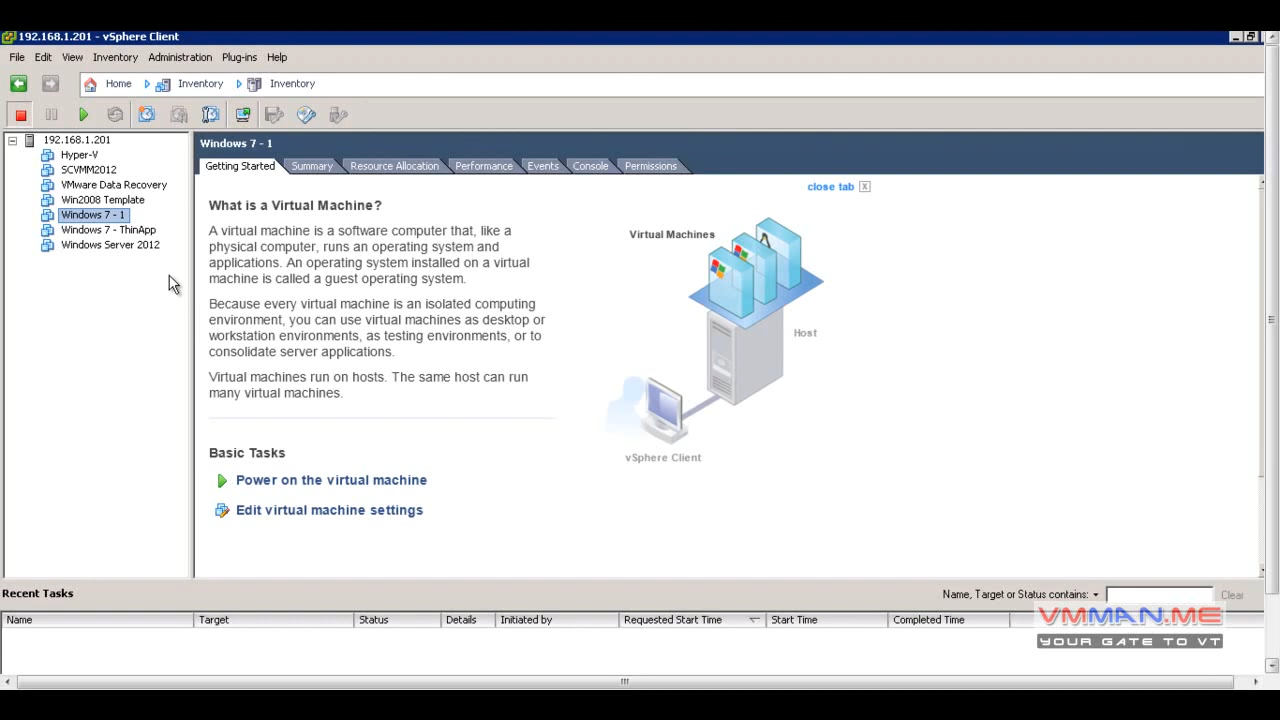 192.168.1.201 - vSphere Client
File Edit View Inventory Administration Plug-ins Help
Home Inventory Inventory
192.168.1.201
Hyper-V
SCVMM2012
VMware Data Recovery
Win2008 Template
Windows 7 - 1
Windows 7 - ThinApp
Windows Server 2012
Windows 7 - 1
Getting Started Summary Resource Allocation Performance Events Console Permissions
close tab X
What is a Virtual Machine?
A virtual machine is a software computer that, like a
physical computer, runs an operating system and
applications. An operating system installed on a virtual
machine is called a guest operating system.
Because every virtual machine is an isolated computing
environment, you can use virtual machines as desktop or
workstation environments, as testing environments, or to
consolidate server applications.
Virtual machines run on hosts. The same host can run
many virtual machines.
Virtual Machines
Host
vSphere Client
Basic Tasks
Power on the virtual machine
Edit virtual machine settings
Recent Tasks
Name, Target or Status contains: Clear
Name Target Status Details Initiated by Requested Start Time Start Time Completed Time
VMMAN.ME
YOUR GATE TO VT